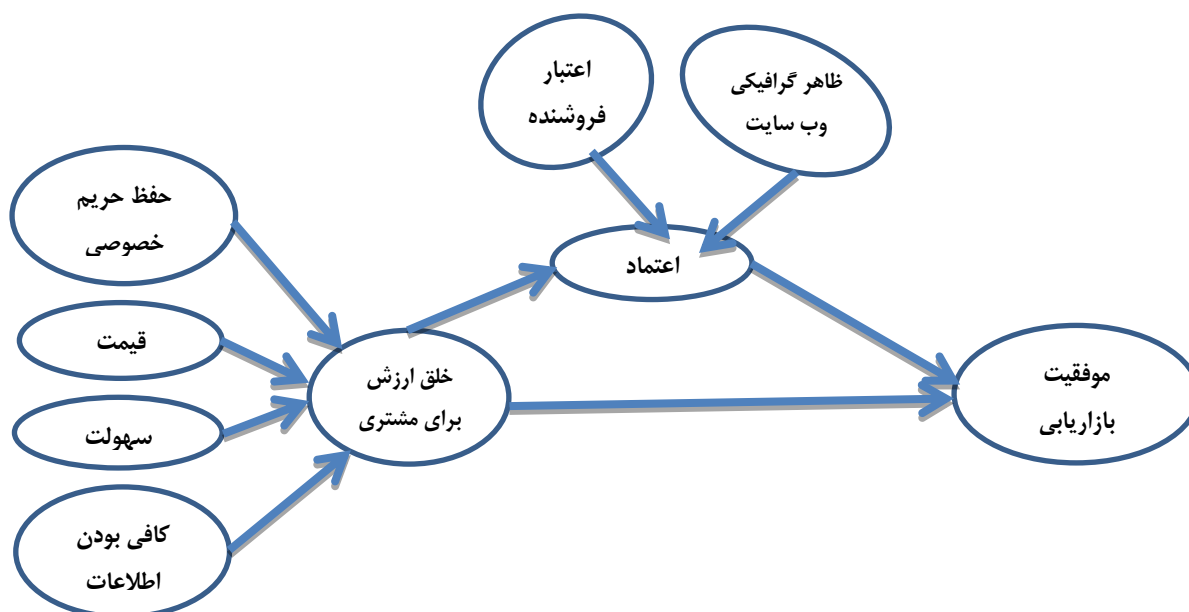 ظاهر گرافیکی
وب سایت
اعتبار
فروشنده
حفظ حریم
خصوصی
اعتماد
قیمت
خلق ارزش
برای مشتری
موفقیت
بازاریابی
سهولت
کافی بودن
اطلاعات